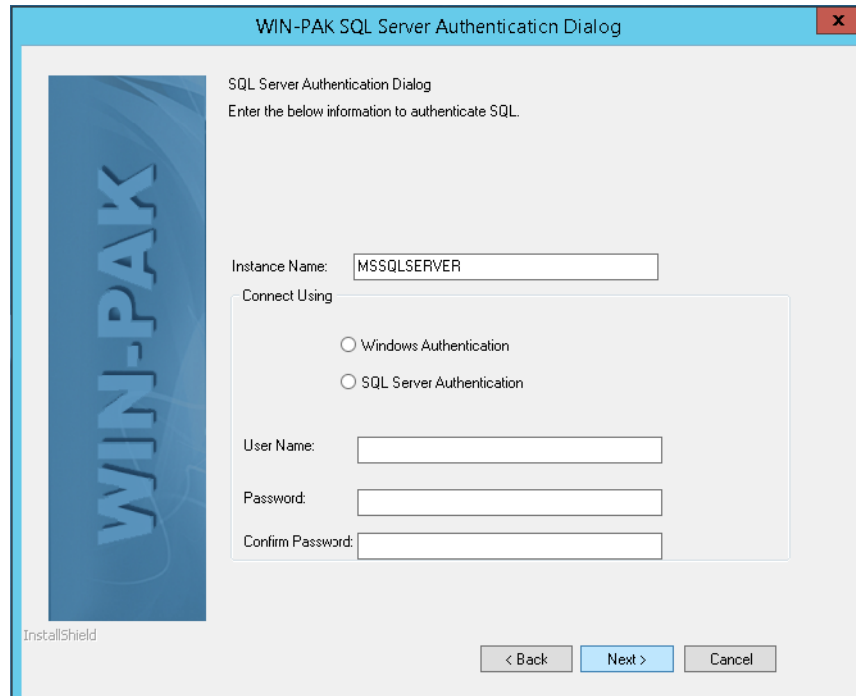 WIN-PAK SQL Server Authentication Dialog
x
SQL Server Authentication Dialog
Enter the below information to authenticate SQL.
WIN-PAK
Instance Name: MSSQLSERVER
Connect Using
Windows Authentication
SQL Server Authentication
User Name:
Password:
Confirm Password:
InstallShield
< Back Next > Cancel